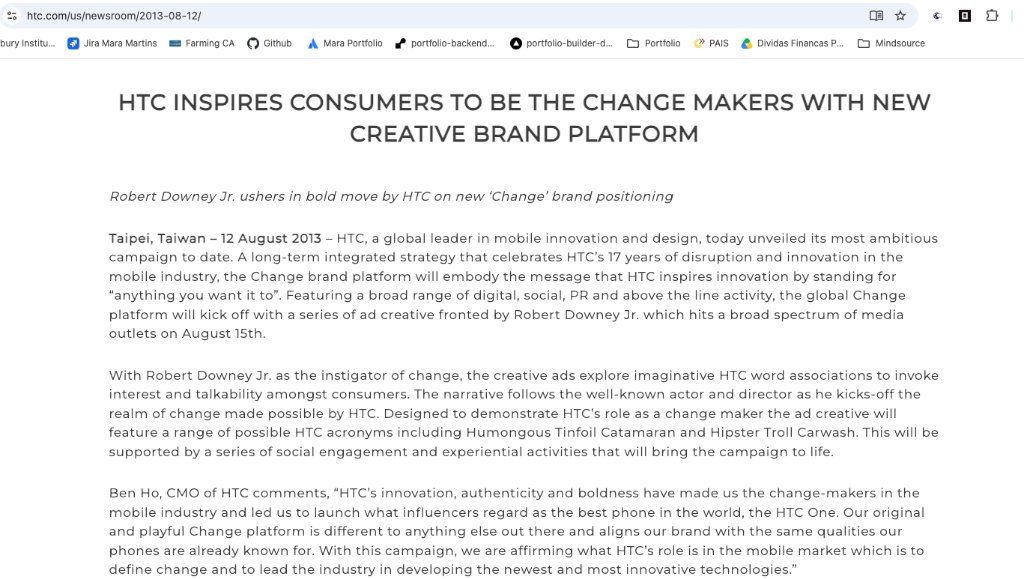 htc.com/us/newsroom/2013-08-12/
bury Institu... Jira Mara Martins Farming CA Github Mara Portfolio portfolio-backend... portfolio-builder-d... Portfolio PAIS Dividas Financas P... Mindsource
HTC INSPIRES CONSUMERS TO BE THE CHANGE MAKERS WITH NEW
CREATIVE BRAND PLATFORM
Robert Downey Jr. ushers in bold move by HTC on new ‘Change’ brand positioning
Taipei, Taiwan – 12 August 2013 – HTC, a global leader in mobile innovation and design, today unveiled its most ambitious
campaign to date. A long-term integrated strategy that celebrates HTC’s 17 years of disruption and innovation in the
mobile industry, the Change brand platform will embody the message that HTC inspires innovation by standing for
“anything you want it to”. Featuring a broad range of digital, social, PR and above the line activity, the global Change
platform will kick off with a series of ad creative fronted by Robert Downey Jr. which hits a broad spectrum of media
outlets on August 15th.
With Robert Downey Jr. as the instigator of change, the creative ads explore imaginative HTC word associations to invoke
interest and talkability amongst consumers. The narrative follows the well-known actor and director as he kicks-off the
realm of change made possible by HTC. Designed to demonstrate HTC’s role as a change maker the ad creative will
feature a range of possible HTC acronyms including Humongous Tinfoil Catamaran and Hipster Troll Carwash. This will be
supported by a series of social engagement and experiential activities that will bring the campaign to life.
Ben Ho, CMO of HTC comments, “HTC’s innovation, authenticity and boldness have made us the change-makers in the
mobile industry and led us to launch what influencers regard as the best phone in the world, the HTC One. Our original
and playful Change platform is different to anything else out there and aligns our brand with the same qualities our
phones are already known for. With this campaign, we are affirming what HTC’s role is in the mobile market which is to
define change and to lead the industry in developing the newest and most innovative technologies.”